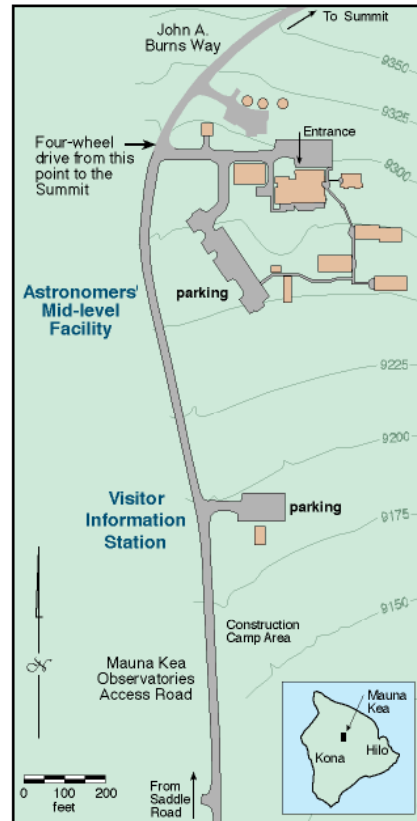 To Summit
John A.
Burns Way
9350
9325
Entrance
Four-wheel
drive from this
point to the
Summit
9300
Astronomers'
Mid-level
Facility
parking
9225
9200
Visitor
Information
Station
parking
9175
9150
Construction
Camp Area
Mauna Kea
Observatories
Access Road
N
Mauna
Kea
Hilo
Kona
0 100 200
feet
From
Saddle
Road